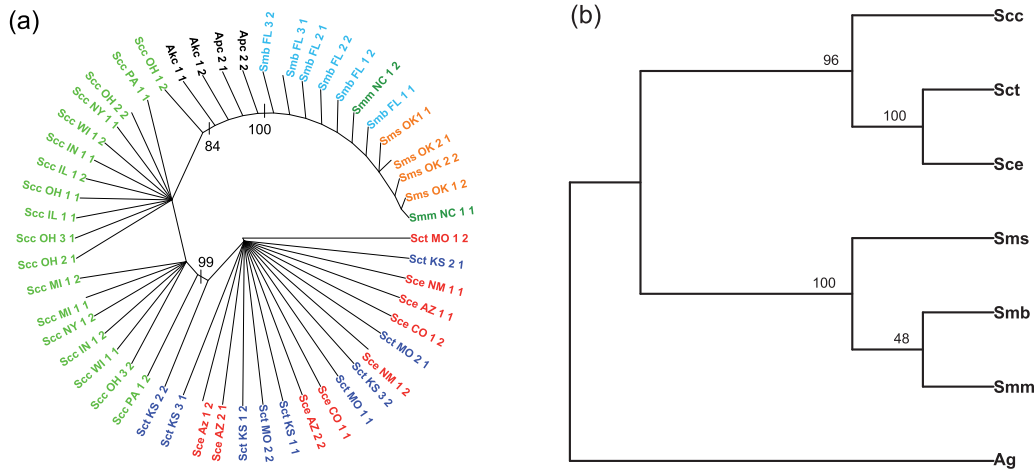 (a)
Scc OH 1 2
Akc 1 1
Akc 1 2
Apc 2 1
Apc 2 2
Smb FL 3 2
Smb FL 3 1
Smb FL 2 1
Smb FL 2 2
Smb FL 1 2
Smm NC 1 2
Smb FL 1 1
Sms OK1 1
Sms OK 2 1
Sms OK 2 2
Sms OK 1 2
Smm NC 1 1
Sct MO 1 2
Sct KS 2 1
Sce NM 1 1
Sce AZ 1 1
Sce CO 1 2
Sct MO 2 1
Sce NM 1 2
Sct KS 3 2
Sct MO 1 1
Sce CO 1 1
Sce AZ 2 2
Sct KS 1 1
Sct MO 2 2
Sct KS 1 2
Sce AZ 2 1
Sce Az 1 2
Sct KS 3 1
Sct KS 2 2
Scc PA 1 2
Scc OH 3 2
Scc WI 1 1
Scc IN 1 2
Scc NY 1 2
Scc MI 1 1
Scc MI 1 2
Scc OH 2 1
Scc OH 3 1
Scc IL 1 1
Scc OH 1 1
Scc IL 1 2
Scc IN 1 1
Scc WI 1 2
Scc NY 1 1
Scc OH 2 2
Scc PA 1 1
84
100
99
(b)
Scc
96
Sct
100
Sce
Sms
100
Smb
48
Smm
Ag